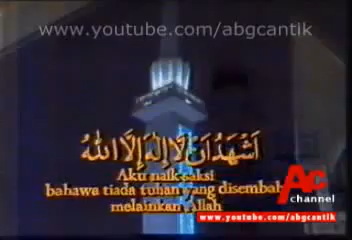 www.youtube.com/abgcantik
اَشْهَدُ اَنْ لَا اِلٰهَ اِلَّا اللهُ
Aku naik saksi
bahawa tiada tuhan yang disembah
melainkan Allah
Ac
channel
www.youtube.com/abgcantik